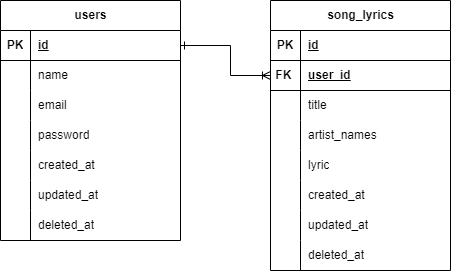 users
PK id
name
email
password
created_at
updated_at
deleted_at
song_lyrics
PK id
FK user_id
title
artist_names
lyric
created_at
updated_at
deleted_at